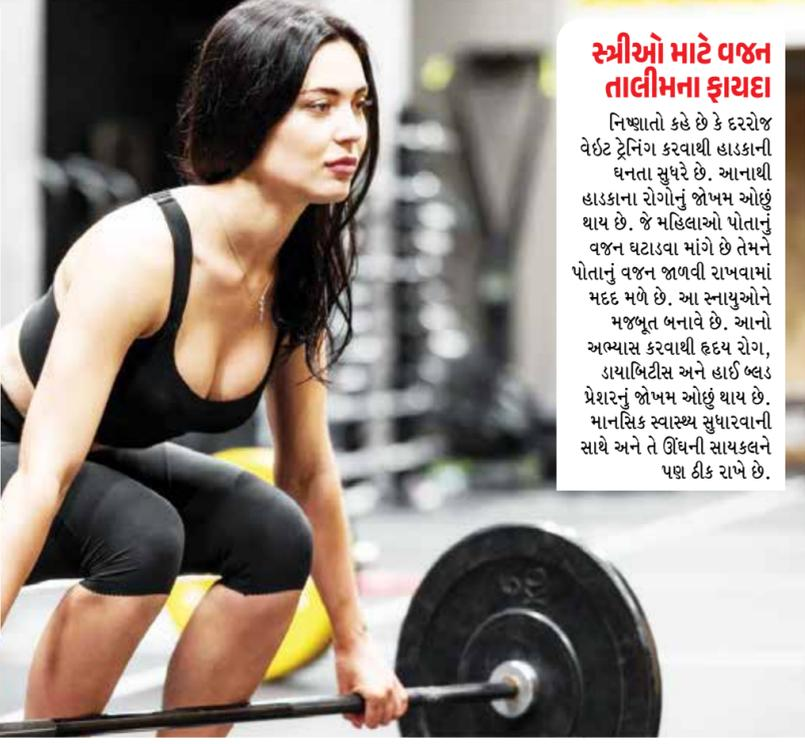 સ્ત્રીઓ માટે વજન
તાલીમના ફાયદા
નિષ્ણાતો કહે છે કે દરરોજ
વેઇટ ટ્રેનિંગ કરવાથી હાડકાની
ઘનતા સુધરે છે. આનાથી
હાડકાના રોગોનું જોખમ ઓછું
થાય છે. જે મહિલાઓ પોતાનું
વજન ઘટાડવા માંગે છે તેમને
પોતાનું વજન જાળવી રાખવામાં
મદદ મળે છે. આ સ્નાયુઓને
મજબૂત બનાવે છે. આનો
અભ્યાસ કરવાથી હૃદય રોગ,
ડાયાબિટીસ અને હાઈ બ્લડ
પ્રેશરનું જોખમ ઓછું થાય છે.
માનસિક સ્વાસ્થ્ય સુધારવાની
સાથે અને તે ઊંઘની સાયકલને
પણ ઠીક રાખે છે.